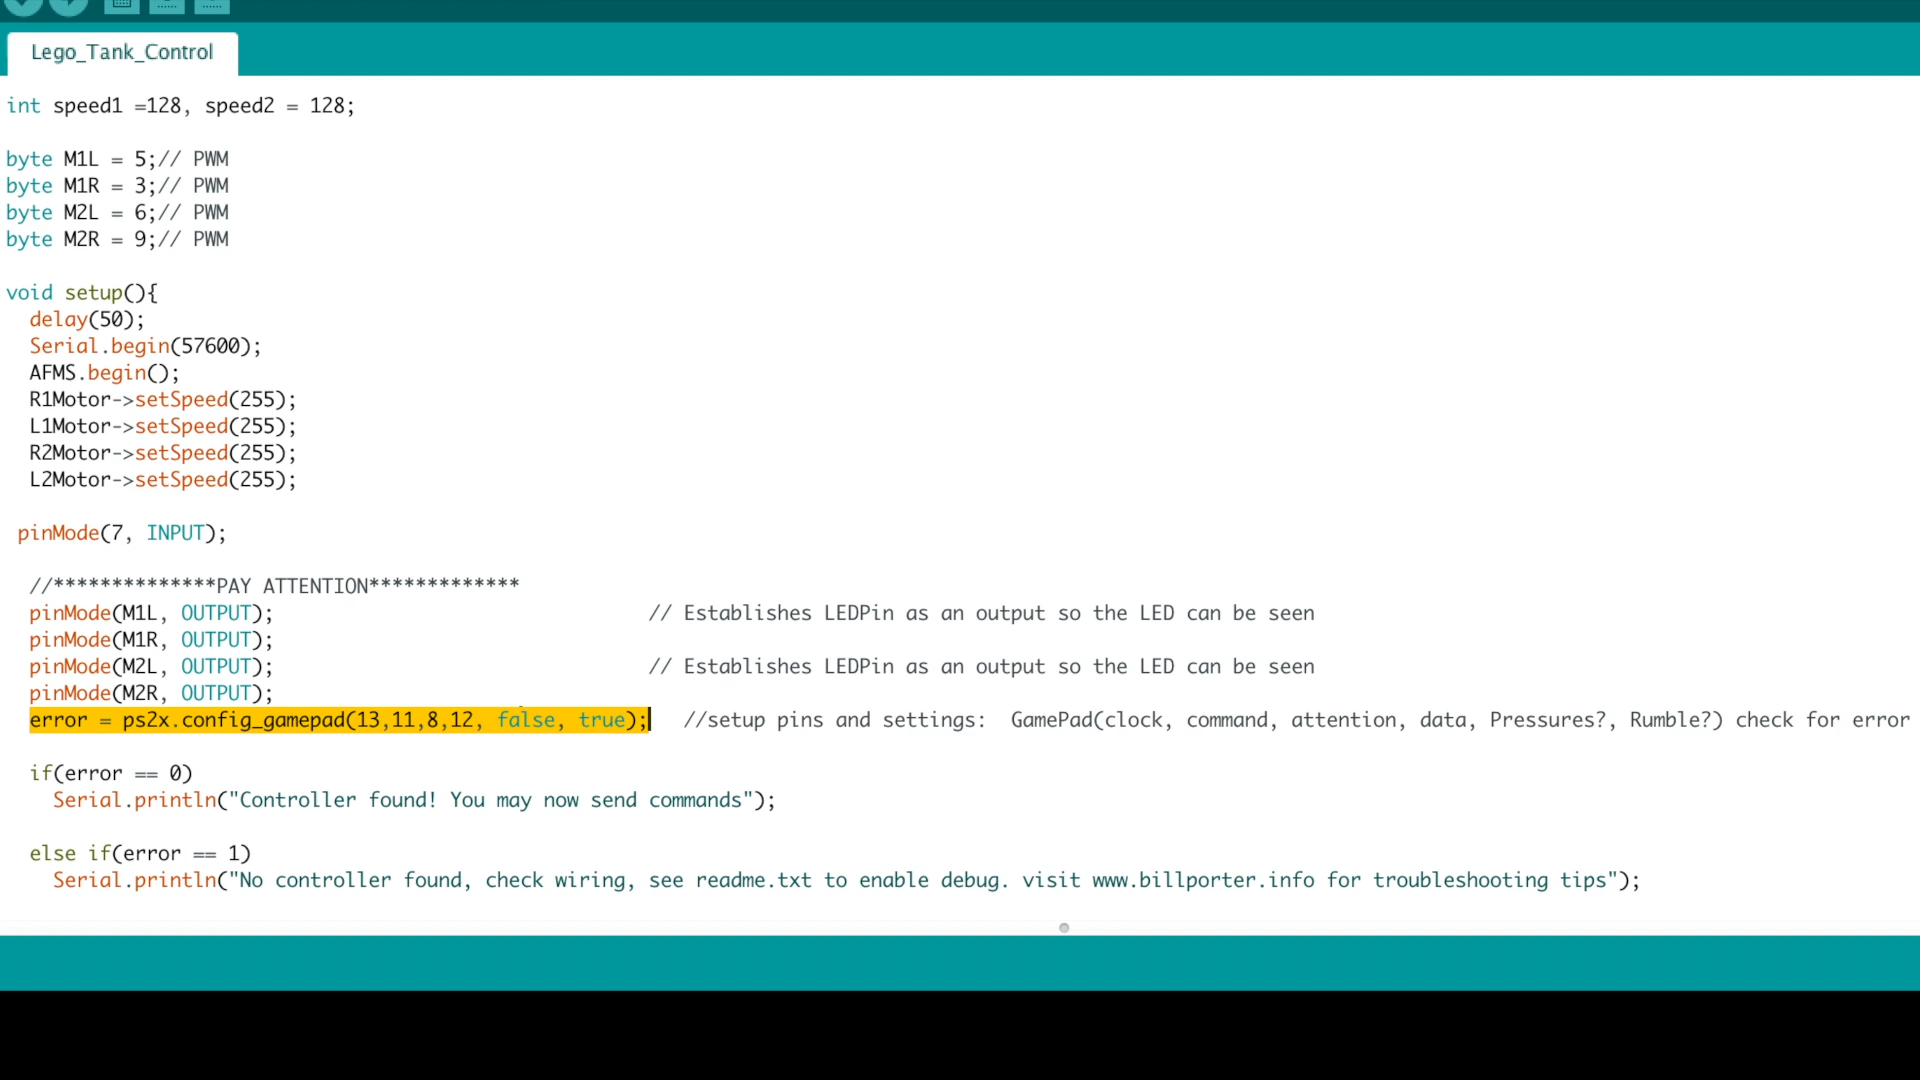 Lego_Tank_Control
int speed1 =128, speed2 = 128;
byte M1L = 5;// PWM
byte M1R = 3;// PWM
byte M2L = 6;// PWM
byte M2R = 9;// PWM
void setup(){
delay(50);
Serial.begin(57600);
AFMS.begin();
R1Motor->setSpeed(255);
L1Motor->setSpeed(255);
R2Motor->setSpeed(255);
L2Motor->setSpeed(255);
pinMode(7, INPUT);
//**************PAY ATTENTION*************
pinMode(M1L, OUTPUT); // Establishes LEDPin as an output so the LED can be seen
pinMode(M1R, OUTPUT);
pinMode(M2L, OUTPUT); // Establishes LEDPin as an output so the LED can be seen
pinMode(M2R, OUTPUT);
error = ps2x.config_gamepad(13,11,8,12, false, true); //setup pins and settings: GamePad(clock, command, attention, data, Pressures?, Rumble?) check for error
if(error == 0)
Serial.println("Controller found! You may now send commands");
else if(error == 1)
Serial.println("No controller found, check wiring, see readme.txt to enable debug. visit www.billporter.info for troubleshooting tips");